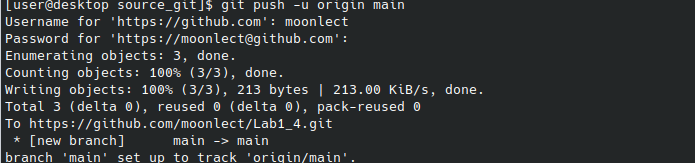 [user@desktop source_git]$ git push -u origin main
Username for 'https://github.com': moonlect
Password for 'https://moonlect@github.com':
Enumerating objects: 3, done.
Counting objects: 100% (3/3), done.
Writing objects: 100% (3/3), 213 bytes | 213.00 KiB/s, done.
Total 3 (delta 0), reused 0 (delta 0), pack-reused 0
To https://github.com/moonlect/Lab1_4.git
 * [new branch]      main -> main
branch 'main' set up to track 'origin/main'.